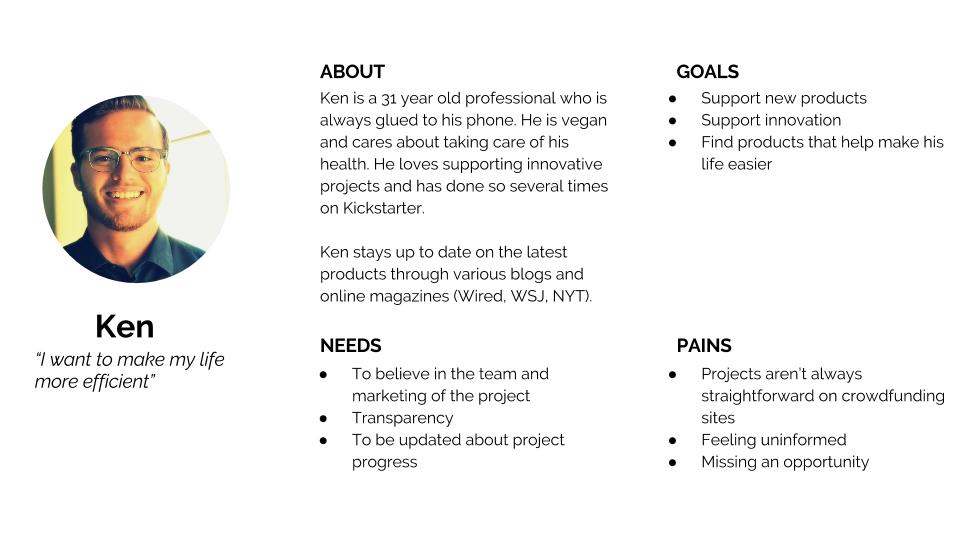 Ken
“I want to make my life
more efficient”
ABOUT
Ken is a 31 year old professional who is
always glued to his phone. He is vegan
and cares about taking care of his
health. He loves supporting innovative
projects and has done so several times
on Kickstarter.
Ken stays up to date on the latest
products through various blogs and
online magazines (Wired, WSJ, NYT).
GOALS
● Support new products
● Support innovation
● Find products that help make his
life easier
NEEDS
● To believe in the team and
marketing of the project
● Transparency
● To be updated about project
progress
PAINS
● Projects aren’t always
straightforward on crowdfunding
sites
● Feeling uninformed
● Missing an opportunity